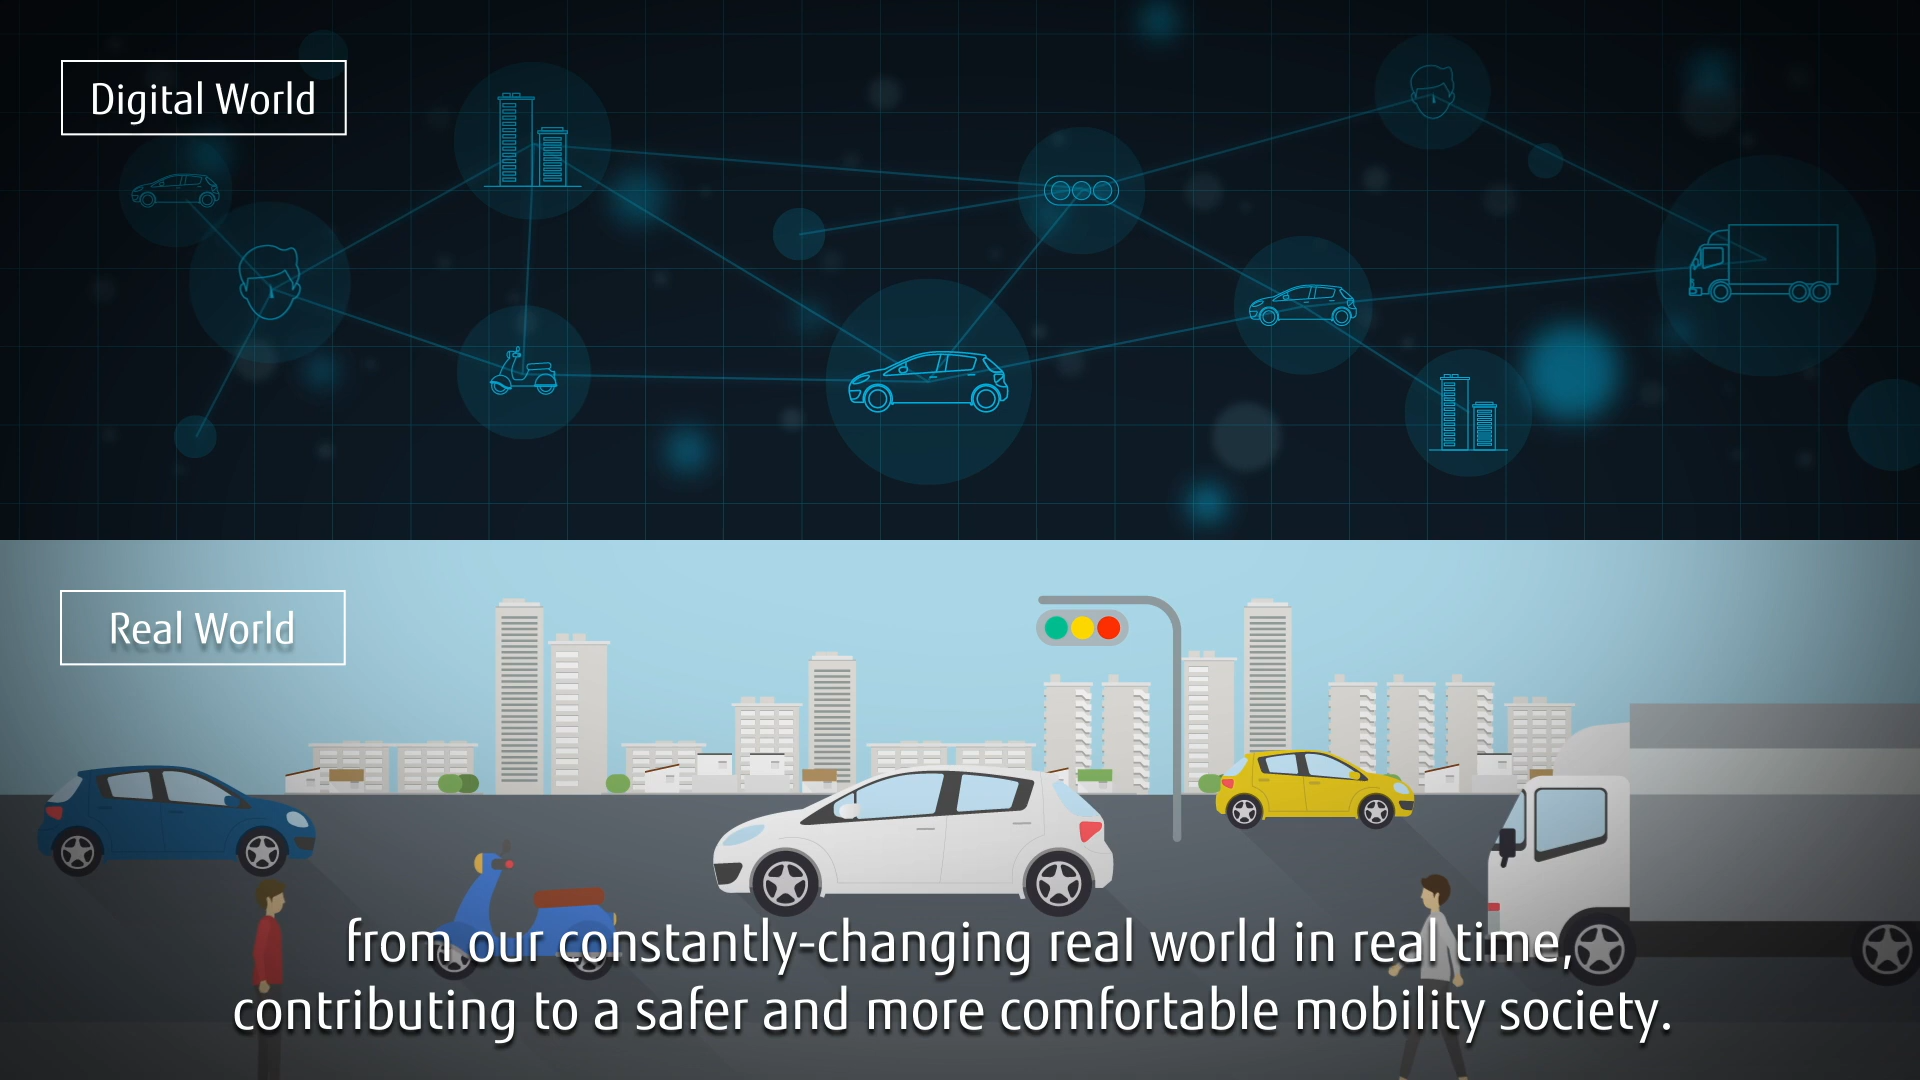 Digital World
Real World
from our constantly-changing real world in real time,
contributing to a safer and more comfortable mobility society.